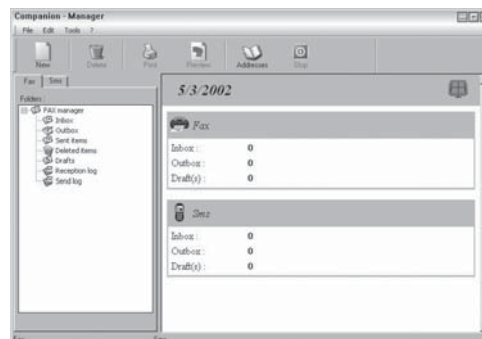 Companion - Manager
File Edit Tools ?
New Delete Print Preview Addresses Stop
Fax Sms
Folders :
FAX manager
Inbox
Outbox
Sent items
Deleted items
Drafts
Reception log
Send log
5/3/2002
Fax
Inbox : 0
Outbox : 0
Draft(s) : 0
Sms
Inbox : 0
Outbox : 0
Draft(s) : 0